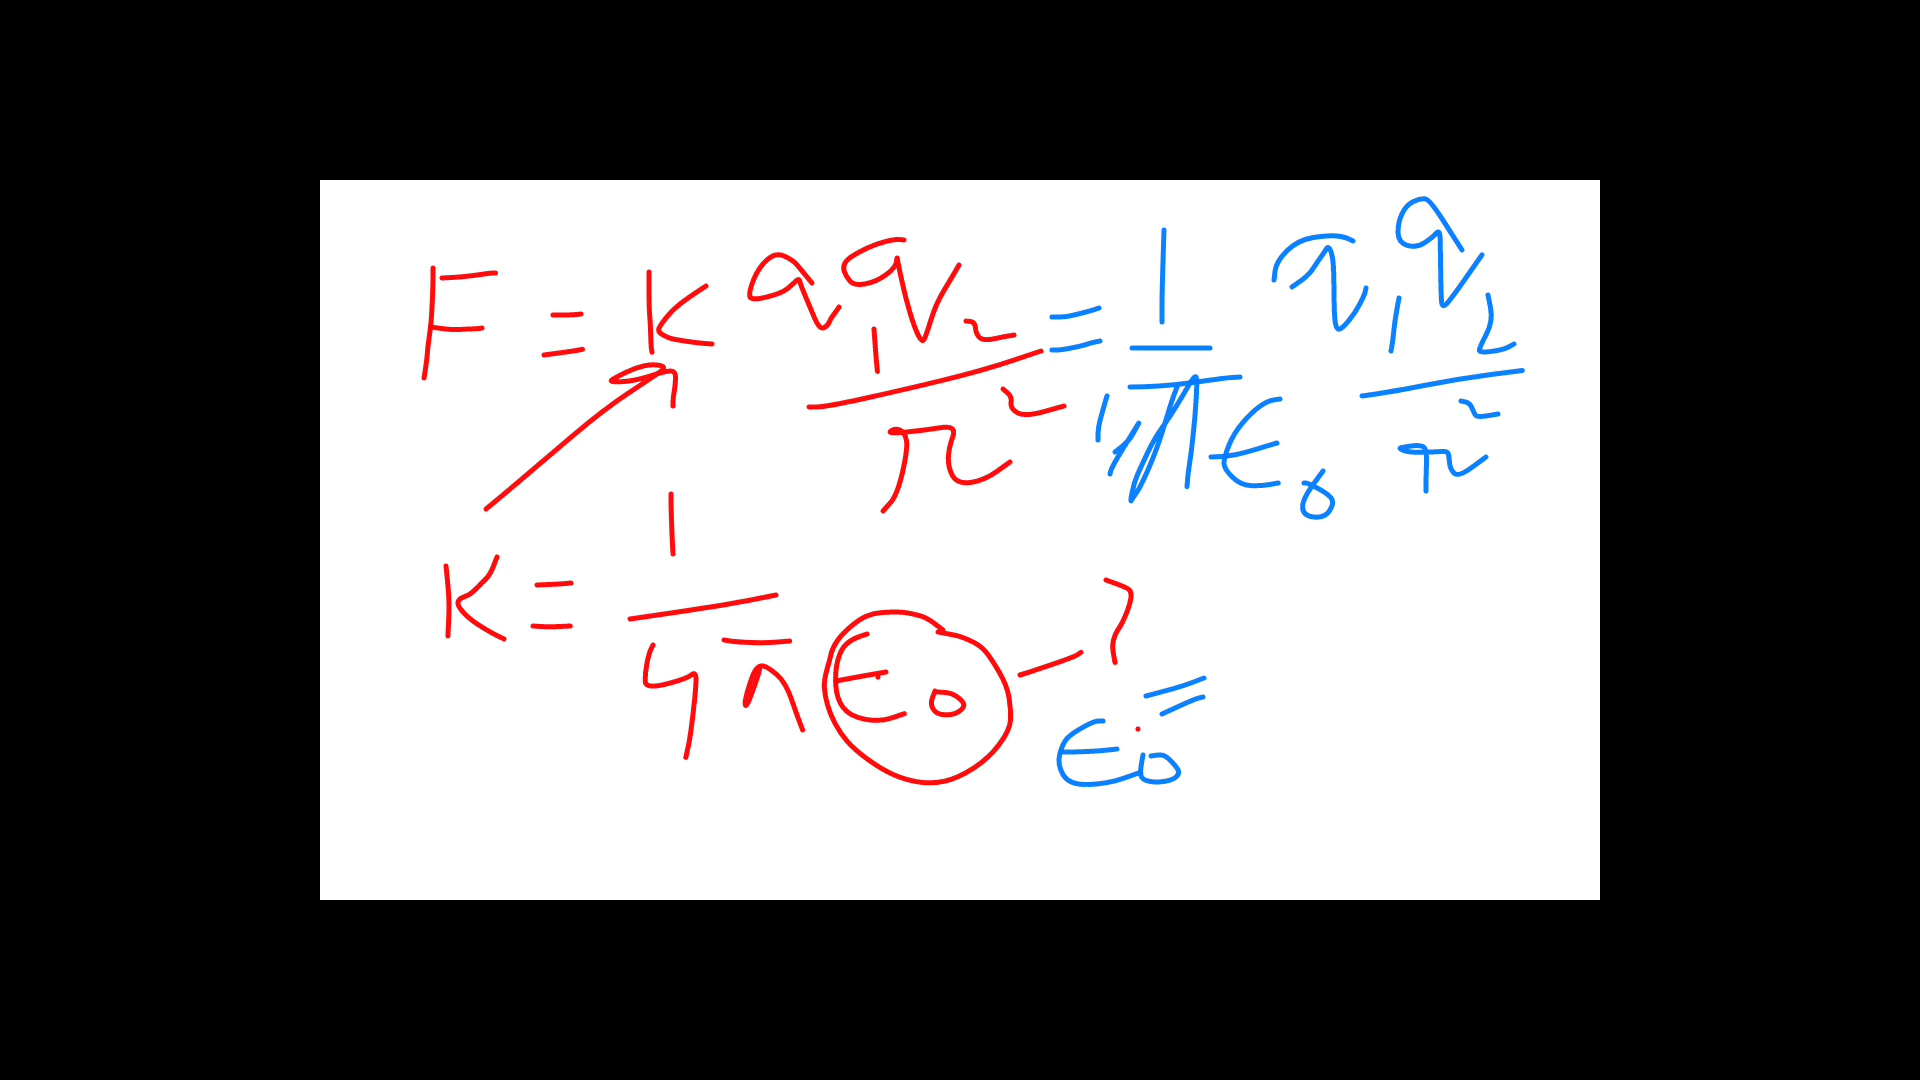 F = K q₁q₂/r² = 1/4πε₀ q₁q₂/r²
K = 1/4πε₀ - ?
ε₀ =